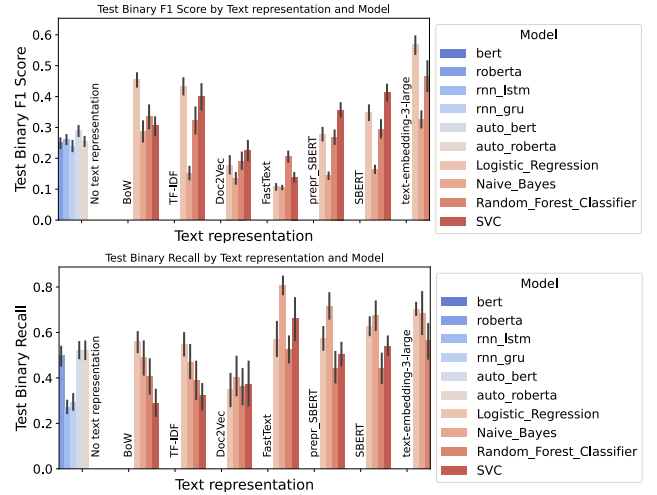 Test Binary F1 Score by Text representation and Model
Test Binary F1 Score
0.6
0.5
0.4
0.3
0.2
0.1
0.0
No text representation
BoW
TF-IDF
Doc2Vec
FastText
prepr_SBERT
SBERT
text-embedding-3-large
Text representation
Model
bert
roberta
rnn_lstm
rnn_gru
auto_bert
auto_roberta
Logistic_Regression
Naive_Bayes
Random_Forest_Classifier
SVC
Test Binary Recall by Text representation and Model
Test Binary Recall
0.8
0.6
0.4
0.2
0.0
No text representation
BoW
TF-IDF
Doc2Vec
FastText
prepr_SBERT
SBERT
text-embedding-3-large
Text representation
Model
bert
roberta
rnn_lstm
rnn_gru
auto_bert
auto_roberta
Logistic_Regression
Naive_Bayes
Random_Forest_Classifier
SVC